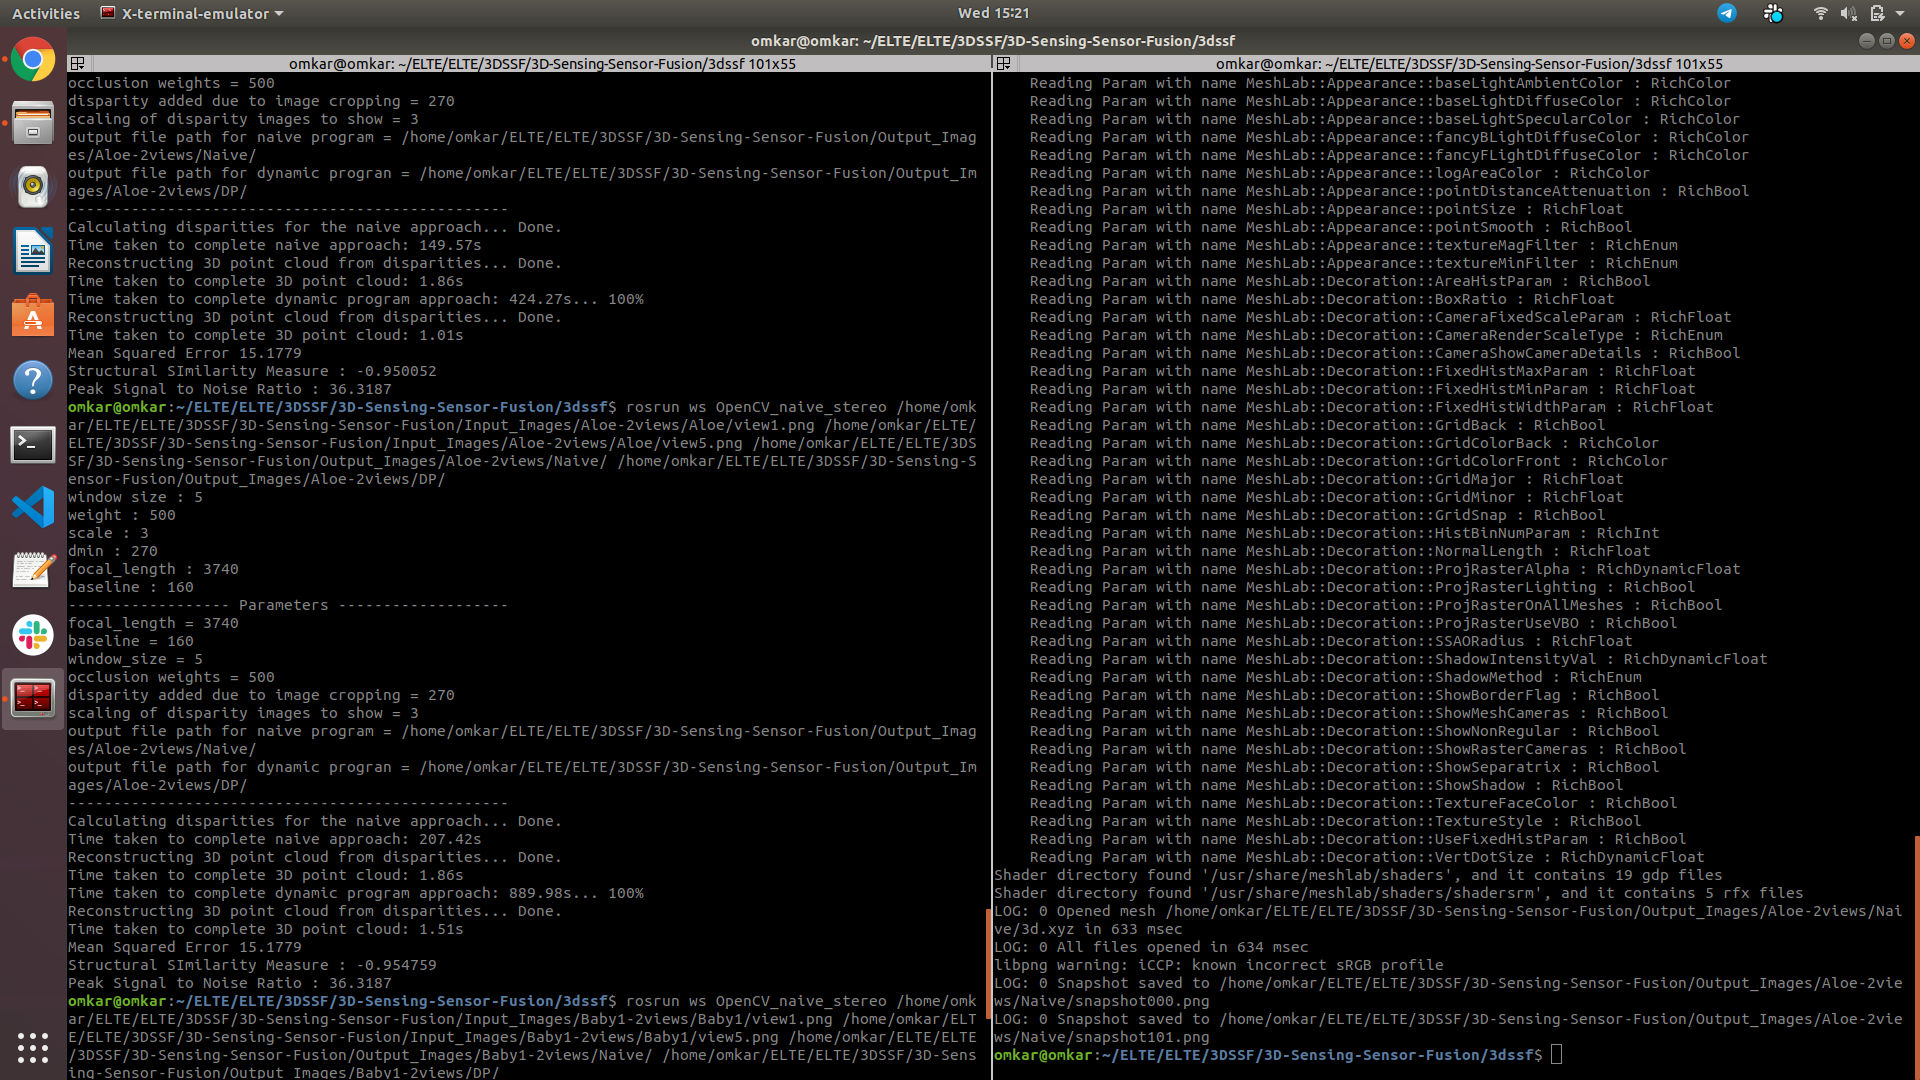 Activities
X-terminal-emulator
Wed 15:21
omkar@omkar: ~/ELTE/ELTE/3DSSF/3D-Sensing-Sensor-Fusion/3dssf
omkar@omkar: ~/ELTE/ELTE/3DSSF/3D-Sensing-Sensor-Fusion/3dssf 101x55
occlusion weights = 500
disparity added due to image cropping = 270
scaling of disparity images to show = 3
output file path for naive program = /home/omkar/ELTE/ELTE/3DSSF/3D-Sensing-Sensor-Fusion/Output_Imag
es/Aloe-2views/Naive/
output file path for dynamic progran = /home/omkar/ELTE/ELTE/3DSSF/3D-Sensing-Sensor-Fusion/Output_Im
ages/Aloe-2views/DP/
-------------------------------------------------
Calculating disparities for the naive approach... Done.
Time taken to complete naive approach: 149.57s
Reconstructing 3D point cloud from disparities... Done.
Time taken to complete 3D point cloud: 1.86s
Time taken to complete dynamic program approach: 424.27s... 100%
Reconstructing 3D point cloud from disparities... Done.
Time taken to complete 3D point cloud: 1.01s
Mean Squared Error 15.1779
Structural SImilarity Measure : -0.950052
Peak Signal to Noise Ratio : 36.3187
omkar@omkar:~/ELTE/ELTE/3DSSF/3D-Sensing-Sensor-Fusion/3dssf$ rosrun ws OpenCV_naive_stereo /home/omk
ar/ELTE/ELTE/3DSSF/3D-Sensing-Sensor-Fusion/Input_Images/Aloe-2views/Aloe/view1.png /home/omkar/ELTE/
ELTE/3DSSF/3D-Sensing-Sensor-Fusion/Input_Images/Aloe-2views/Aloe/view5.png /home/omkar/ELTE/ELTE/3DS
SF/3D-Sensing-Sensor-Fusion/Output_Images/Aloe-2views/Naive/ /home/omkar/ELTE/ELTE/3DSSF/3D-Sensing-S
ensor-Fusion/Output_Images/Aloe-2views/DP/
window size : 5
weight : 500
scale : 3
dmin : 270
focal_length : 3740
baseline : 160
------------------ Parameters -------------------
focal_length = 3740
baseline = 160
window_size = 5
occlusion weights = 500
disparity added due to image cropping = 270
scaling of disparity images to show = 3
output file path for naive program = /home/omkar/ELTE/ELTE/3DSSF/3D-Sensing-Sensor-Fusion/Output_Imag
es/Aloe-2views/Naive/
output file path for dynamic progran = /home/omkar/ELTE/ELTE/3DSSF/3D-Sensing-Sensor-Fusion/Output_Im
ages/Aloe-2views/DP/
-------------------------------------------------
Calculating disparities for the naive approach... Done.
Time taken to complete naive approach: 207.42s
Reconstructing 3D point cloud from disparities... Done.
Time taken to complete 3D point cloud: 1.86s
Time taken to complete dynamic program approach: 889.98s... 100%
Reconstructing 3D point cloud from disparities... Done.
Time taken to complete 3D point cloud: 1.51s
Mean Squared Error 15.1779
Structural SImilarity Measure : -0.954759
Peak Signal to Noise Ratio : 36.3187
omkar@omkar:~/ELTE/ELTE/3DSSF/3D-Sensing-Sensor-Fusion/3dssf$ rosrun ws OpenCV_naive_stereo /home/omk
ar/ELTE/ELTE/3DSSF/3D-Sensing-Sensor-Fusion/Input_Images/Baby1-2views/Baby1/view1.png /home/omkar/ELT
E/ELTE/3DSSF/3D-Sensing-Sensor-Fusion/Input_Images/Baby1-2views/Baby1/view5.png /home/omkar/ELTE/ELTE
/3DSSF/3D-Sensing-Sensor-Fusion/Output_Images/Baby1-2views/Naive/ /home/omkar/ELTE/ELTE/3DSSF/3D-Sens
ing-Sensor-Fusion/Output_Images/Baby1-2views/DP/
omkar@omkar: ~/ELTE/ELTE/3DSSF/3D-Sensing-Sensor-Fusion/3dssf 101x55
Reading Param with name MeshLab::Appearance::baseLightAmbientColor : RichColor
Reading Param with name MeshLab::Appearance::baseLightDiffuseColor : RichColor
Reading Param with name MeshLab::Appearance::baseLightSpecularColor : RichColor
Reading Param with name MeshLab::Appearance::fancyBLightDiffuseColor : RichColor
Reading Param with name MeshLab::Appearance::fancyFLightDiffuseColor : RichColor
Reading Param with name MeshLab::Appearance::logAreaColor : RichColor
Reading Param with name MeshLab::Appearance::pointDistanceAttenuation : RichBool
Reading Param with name MeshLab::Appearance::pointSize : RichFloat
Reading Param with name MeshLab::Appearance::pointSmooth : RichBool
Reading Param with name MeshLab::Appearance::textureMagFilter : RichEnum
Reading Param with name MeshLab::Appearance::textureMinFilter : RichEnum
Reading Param with name MeshLab::Decoration::AreaHistParam : RichBool
Reading Param with name MeshLab::Decoration::BoxRatio : RichFloat
Reading Param with name MeshLab::Decoration::CameraFixedScaleParam : RichFloat
Reading Param with name MeshLab::Decoration::CameraRenderScaleType : RichEnum
Reading Param with name MeshLab::Decoration::CameraShowCameraDetails : RichBool
Reading Param with name MeshLab::Decoration::FixedHistMaxParam : RichFloat
Reading Param with name MeshLab::Decoration::FixedHistMinParam : RichFloat
Reading Param with name MeshLab::Decoration::FixedHistWidthParam : RichFloat
Reading Param with name MeshLab::Decoration::GridBack : RichBool
Reading Param with name MeshLab::Decoration::GridColorBack : RichColor
Reading Param with name MeshLab::Decoration::GridColorFront : RichColor
Reading Param with name MeshLab::Decoration::GridMajor : RichFloat
Reading Param with name MeshLab::Decoration::GridMinor : RichFloat
Reading Param with name MeshLab::Decoration::GridSnap : RichBool
Reading Param with name MeshLab::Decoration::HistBinNumParam : RichInt
Reading Param with name MeshLab::Decoration::NormalLength : RichFloat
Reading Param with name MeshLab::Decoration::ProjRasterAlpha : RichDynamicFloat
Reading Param with name MeshLab::Decoration::ProjRasterLighting : RichBool
Reading Param with name MeshLab::Decoration::ProjRasterOnAllMeshes : RichBool
Reading Param with name MeshLab::Decoration::ProjRasterUseVBO : RichBool
Reading Param with name MeshLab::Decoration::SSAORadius : RichFloat
Reading Param with name MeshLab::Decoration::ShadowIntensityVal : RichDynamicFloat
Reading Param with name MeshLab::Decoration::ShadowMethod : RichEnum
Reading Param with name MeshLab::Decoration::ShowBorderFlag : RichBool
Reading Param with name MeshLab::Decoration::ShowMeshCameras : RichBool
Reading Param with name MeshLab::Decoration::ShowNonRegular : RichBool
Reading Param with name MeshLab::Decoration::ShowRasterCameras : RichBool
Reading Param with name MeshLab::Decoration::ShowSeparatrix : RichBool
Reading Param with name MeshLab::Decoration::ShowShadow : RichBool
Reading Param with name MeshLab::Decoration::TextureFaceColor : RichBool
Reading Param with name MeshLab::Decoration::TextureStyle : RichBool
Reading Param with name MeshLab::Decoration::UseFixedHistParam : RichBool
Reading Param with name MeshLab::Decoration::VertDotSize : RichDynamicFloat
Shader directory found '/usr/share/meshlab/shaders', and it contains 19 gdp files
Shader directory found '/usr/share/meshlab/shaders/shadersrm', and it contains 5 rfx files
LOG: 0 Opened mesh /home/omkar/ELTE/ELTE/3DSSF/3D-Sensing-Sensor-Fusion/Output_Images/Aloe-2views/Nai
ve/3d.xyz in 633 msec
LOG: 0 All files opened in 634 msec
libpng warning: iCCP: known incorrect sRGB profile
LOG: 0 Snapshot saved to /home/omkar/ELTE/ELTE/3DSSF/3D-Sensing-Sensor-Fusion/Output_Images/Aloe-2vie
ws/Naive/snapshot000.png
LOG: 0 Snapshot saved to /home/omkar/ELTE/ELTE/3DSSF/3D-Sensing-Sensor-Fusion/Output_Images/Aloe-2vie
ws/Naive/snapshot101.png
omkar@omkar:~/ELTE/ELTE/3DSSF/3D-Sensing-Sensor-Fusion/3dssf$